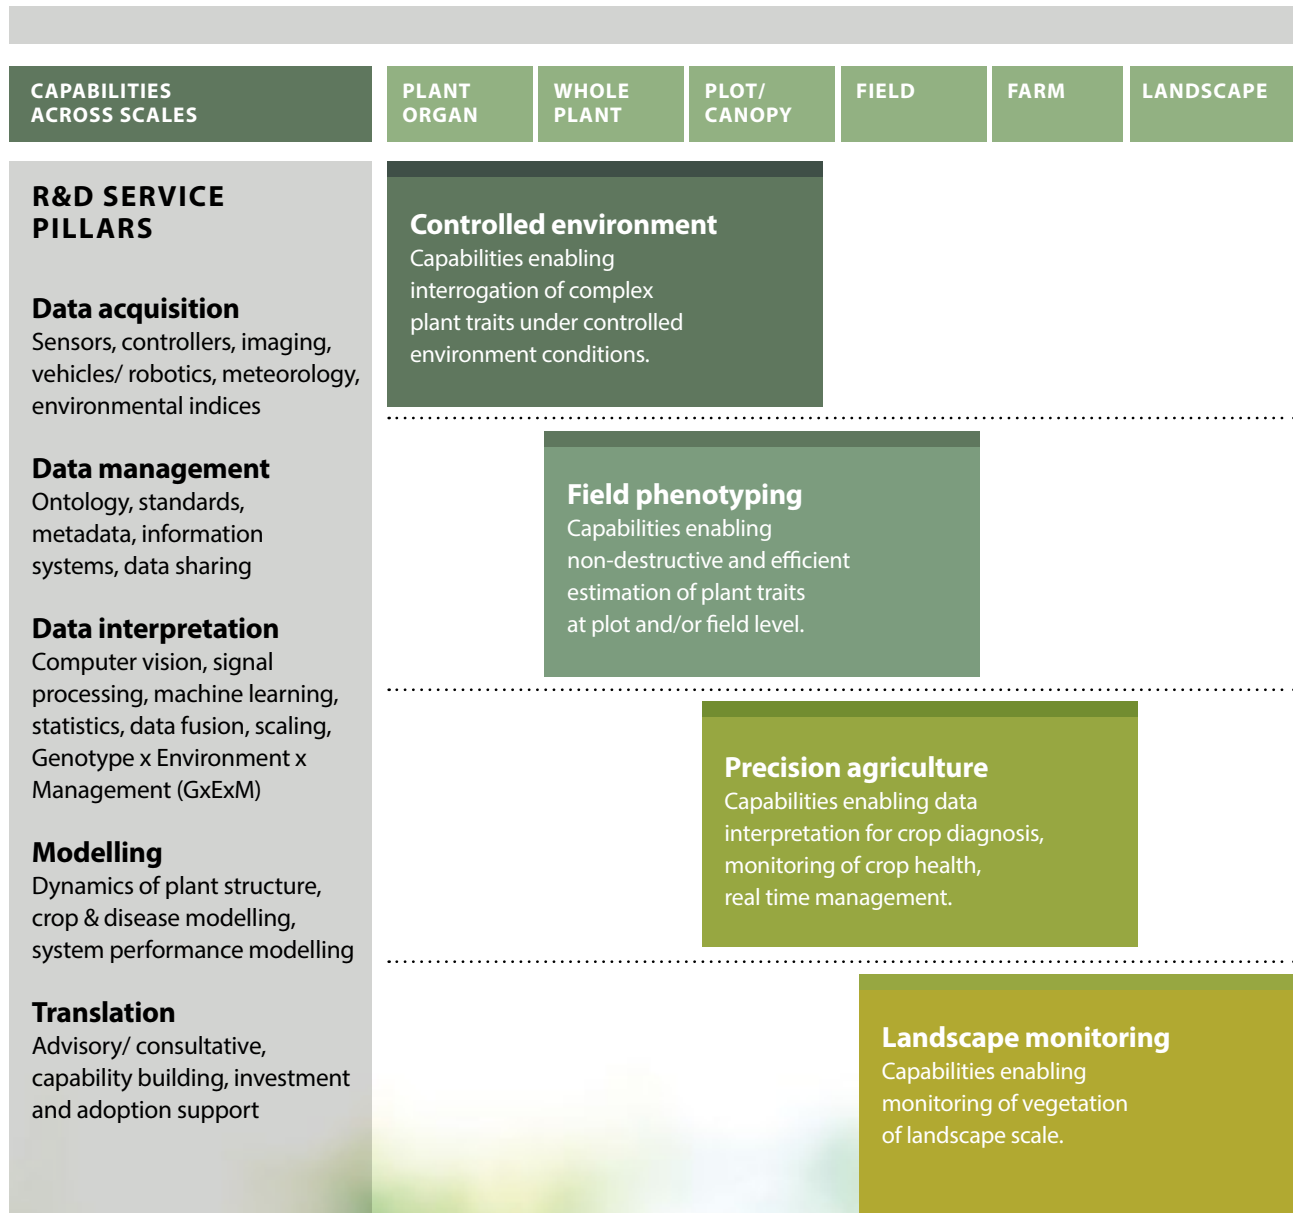 CAPABILITIES
ACROSS SCALES
PLANT
ORGAN
WHOLE
PLANT
PLOT/
CANOPY
FIELD
FARM
LANDSCAPE
R&D SERVICE
PILLARS
Data acquisition
Sensors, controllers, imaging,
vehicles/ robotics, meteorology,
environmental indices
Data management
Ontology, standards,
metadata, information
systems, data sharing
Data interpretation
Computer vision, signal
processing, machine learning,
statistics, data fusion, scaling,
Genotype x Environment x
Management (GxExM)
Modelling
Dynamics of plant structure,
crop & disease modelling,
system performance modelling
Translation
Advisory/ consultative,
capability building, investment
and adoption support
Controlled environment
Capabilities enabling
interrogation of complex
plant traits under controlled
environment conditions.
Field phenotyping
Capabilities enabling
non-destructive and efficient
estimation of plant traits
at plot and/or field level.
Precision agriculture
Capabilities enabling data
interpretation for crop diagnosis,
monitoring of crop health,
real time management.
Landscape monitoring
Capabilities enabling
monitoring of vegetation
of landscape scale.